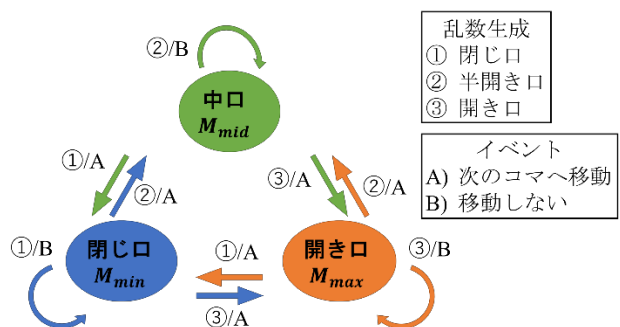 ②/B
中口
M_mid
①/A
②/A
③/A
②/A
①/B
閉じ口
M_min
①/A
③/A
開き口
M_max
③/B
乱数生成
① 閉じ口
② 半開き口
③ 開き口
イベント
A) 次のコマへ移動
B) 移動しない